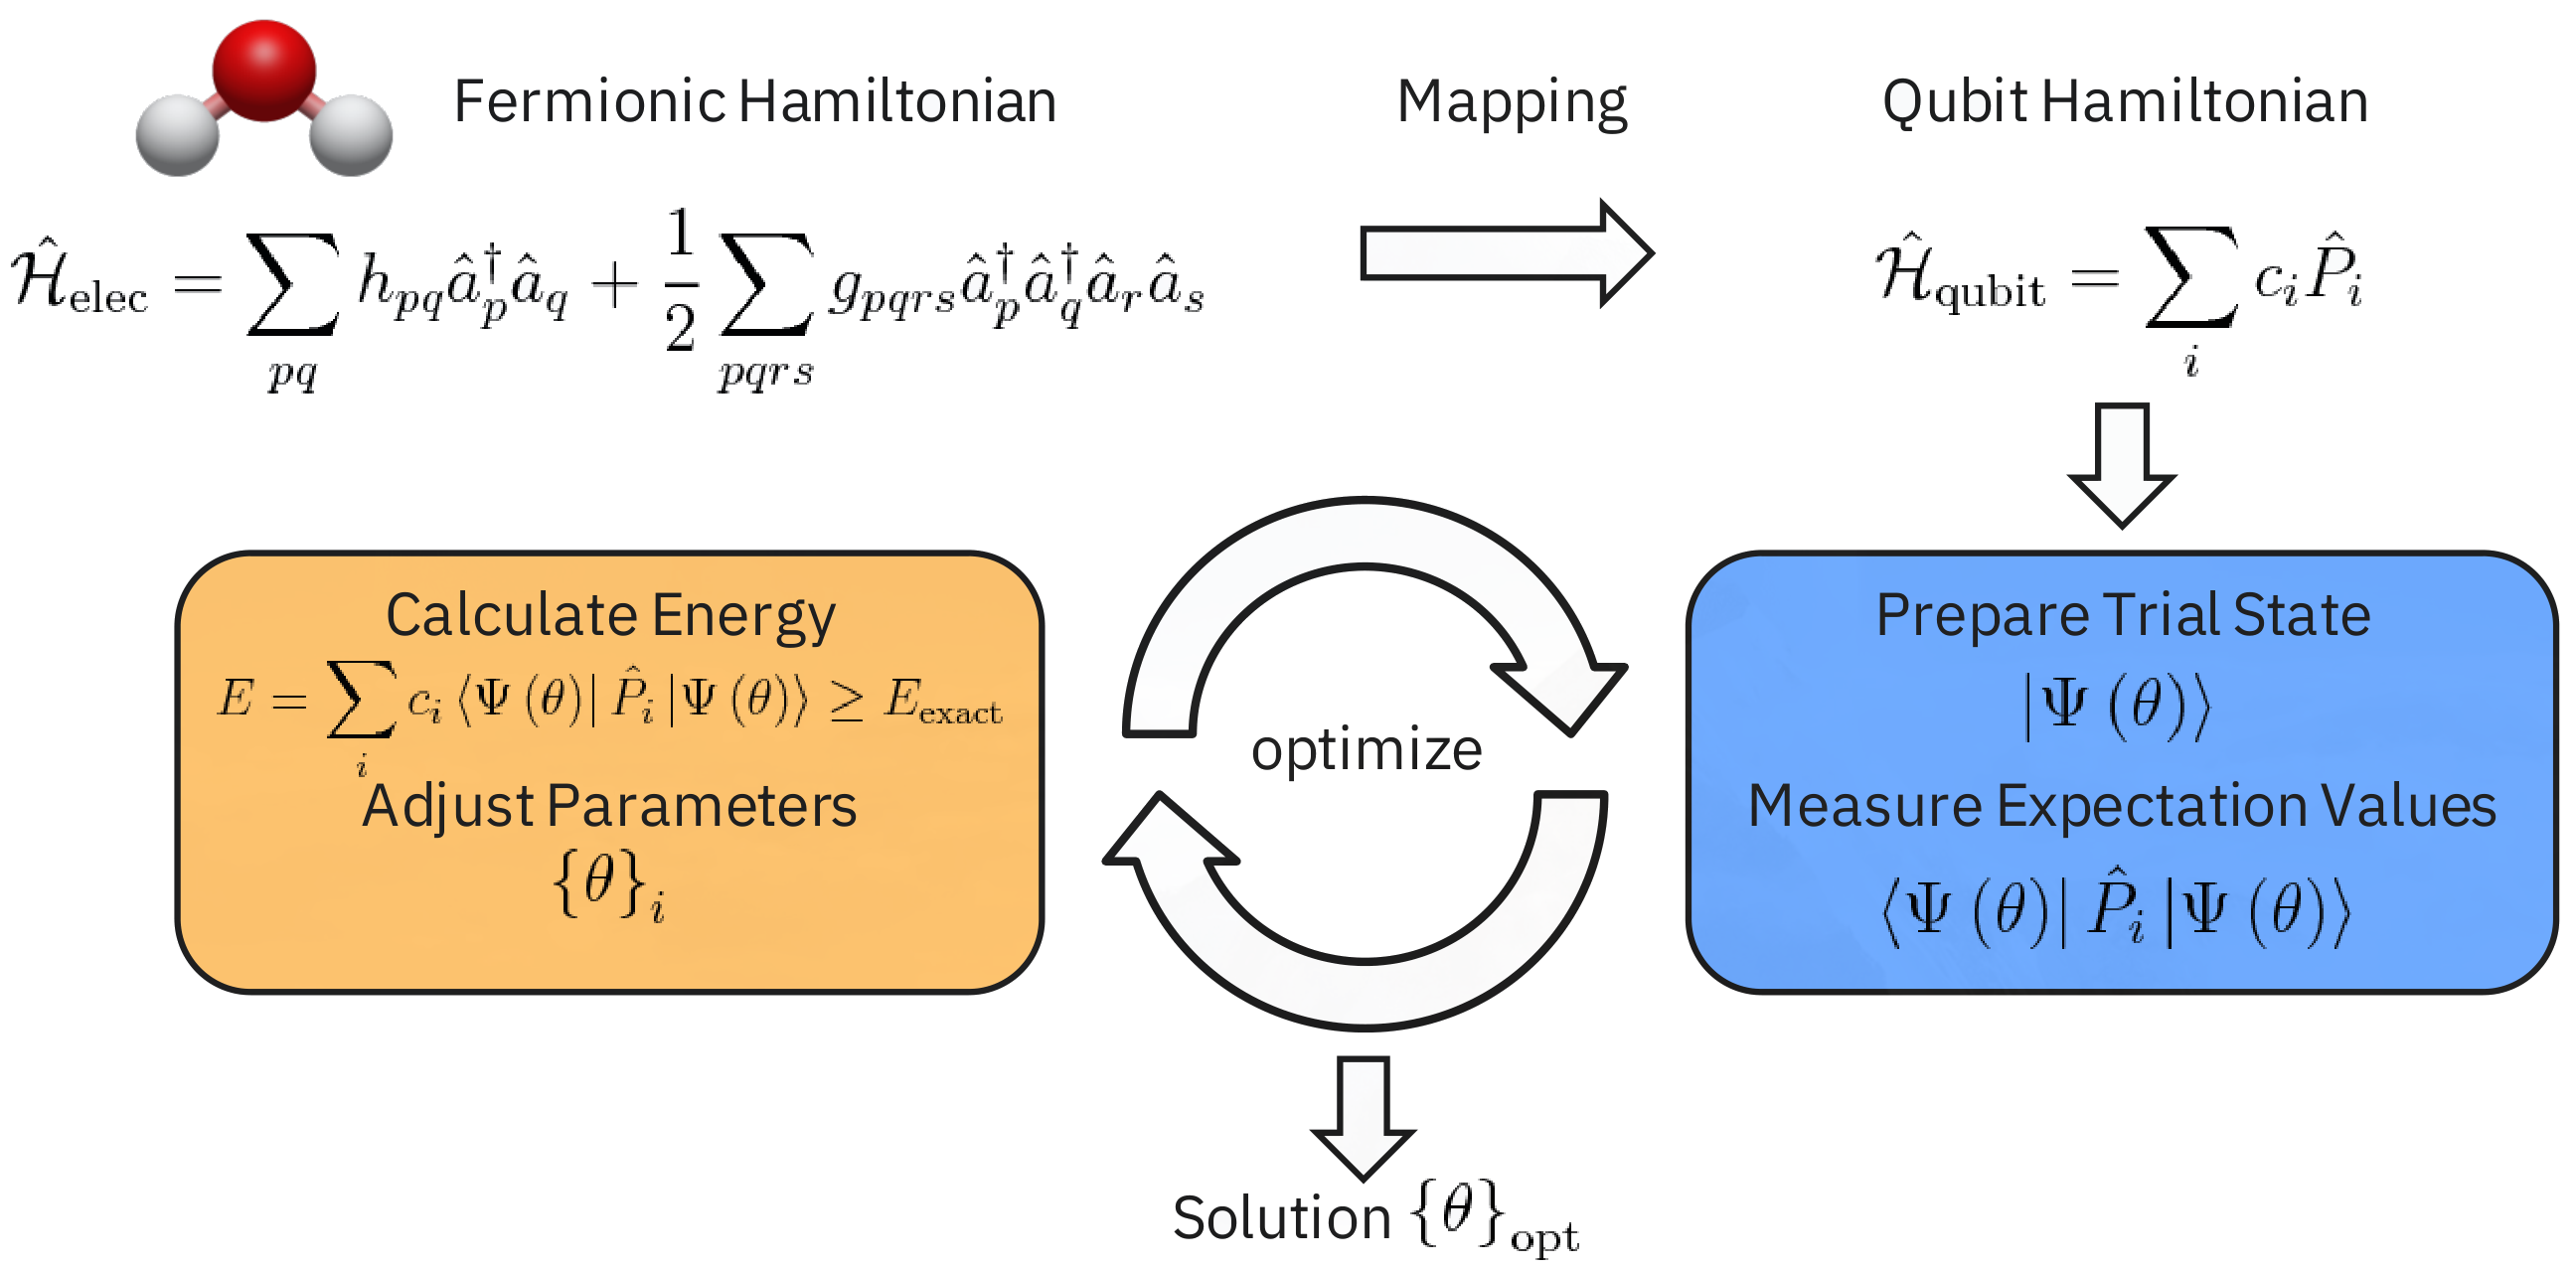 Fermionic Hamiltonian
Mapping
Qubit Hamiltonian
$\hat{\mathcal{H}}_{\text{elec}} = \sum_{pq} h_{pq} \hat{a}_p^\dagger \hat{a}_q + \frac{1}{2} \sum_{pqrs} g_{pqrs} \hat{a}_p^\dagger \hat{a}_q^\dagger \hat{a}_r \hat{a}_s$
$\hat{\mathcal{H}}_{\text{qubit}} = \sum_i c_i \hat{P}_i$
Calculate Energy
$E = \sum_i c_i \langle \Psi(\theta) | \hat{P}_i | \Psi(\theta) \rangle \geq E_{\text{exact}}$
Adjust Parameters
$\{\theta\}_i$
optimize
Prepare Trial State
$|\Psi(\theta)\rangle$
Measure Expectation Values
$\langle \Psi(\theta) | \hat{P}_i | \Psi(\theta) \rangle$
Solution $\{\theta\}_{\text{opt}}$